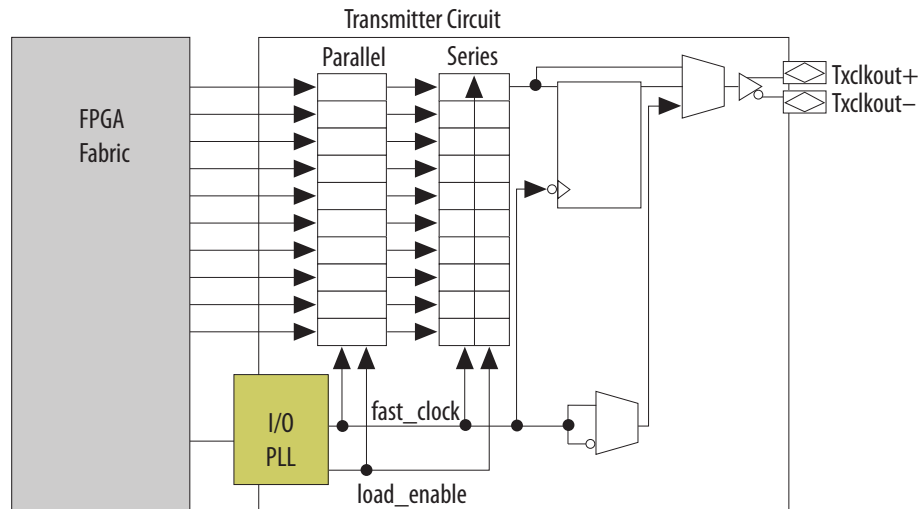 Transmitter Circuit
Parallel
Series
Txclkout+
Txclkout–
FPGA
Fabric
fast_clock
I/O
PLL
load_enable